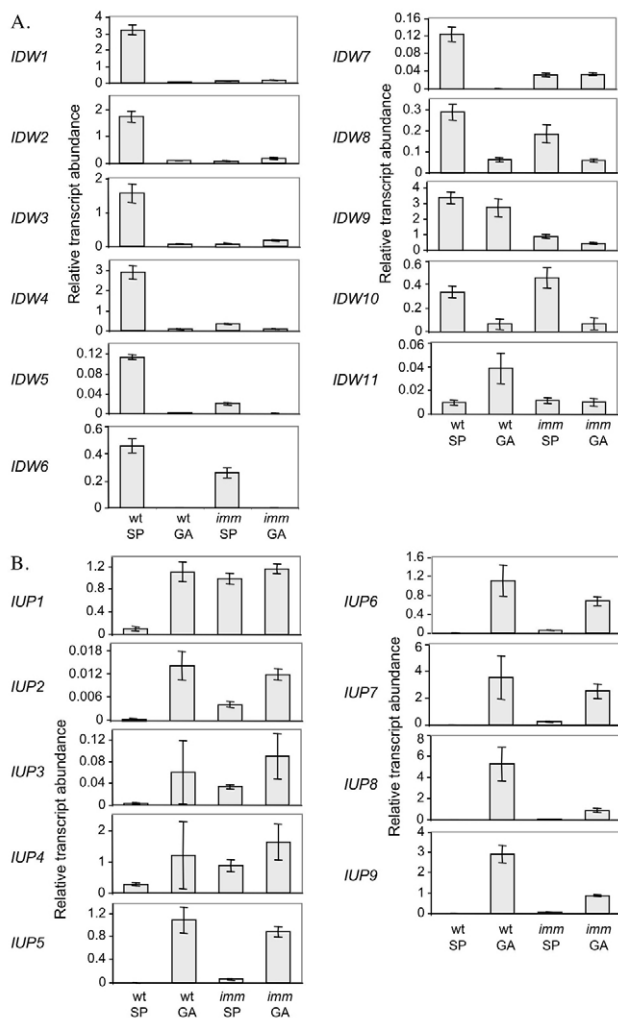 A.
IDW1
4
3
2
1
0
IDW2
3
2
1
0
IDW3
2
1
0
IDW4
3
2
1
0
IDW5
0.12
0.08
0.04
0
IDW6
0.6
0.4
0.2
0
Relative transcript abundance
wt wt imm imm
SP GA SP GA
IDW7
0.16
0.12
0.08
0.04
0
IDW8
0.3
0.2
0.1
0
IDW9
4
3
2
1
0
IDW10
0.4
0.2
0
IDW11
0.06
0.04
0.02
0
Relative transcript abundance
wt wt imm imm
SP GA SP GA
B.
IUP1
1.2
0.8
0.4
0
IUP2
0.018
0.012
0.006
0
IUP3
0.12
0.08
0.04
0
IUP4
2
1
0
IUP5
1.2
0.8
0.4
0
Relative transcript abundance
wt wt imm imm
SP GA SP GA
IUP6
1.6
1.2
0.8
0.4
0
IUP7
6
4
2
0
IUP8
8
6
4
2
0
IUP9
4
3
2
1
0
Relative transcript abundance
wt wt imm imm
SP GA SP GA